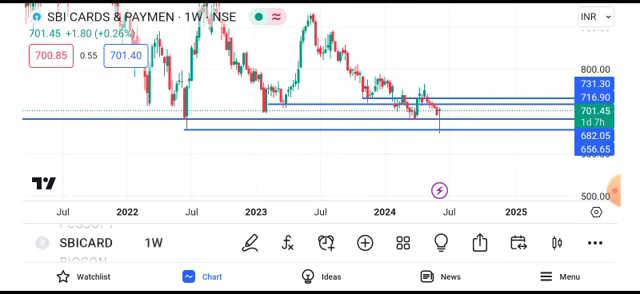 SBI CARDS & PAYMEN · 1W · NSE
INR
701.45 +1.80 (+0.26%)
700.85 0.55 701.40
800.00
731.30
716.90
701.45
1d 7h
682.05
656.65
500.00
Jul 2022 Jul 2023 Jul 2024 Jul 2025
SBICARD 1W
Watchlist Chart Ideas News Menu